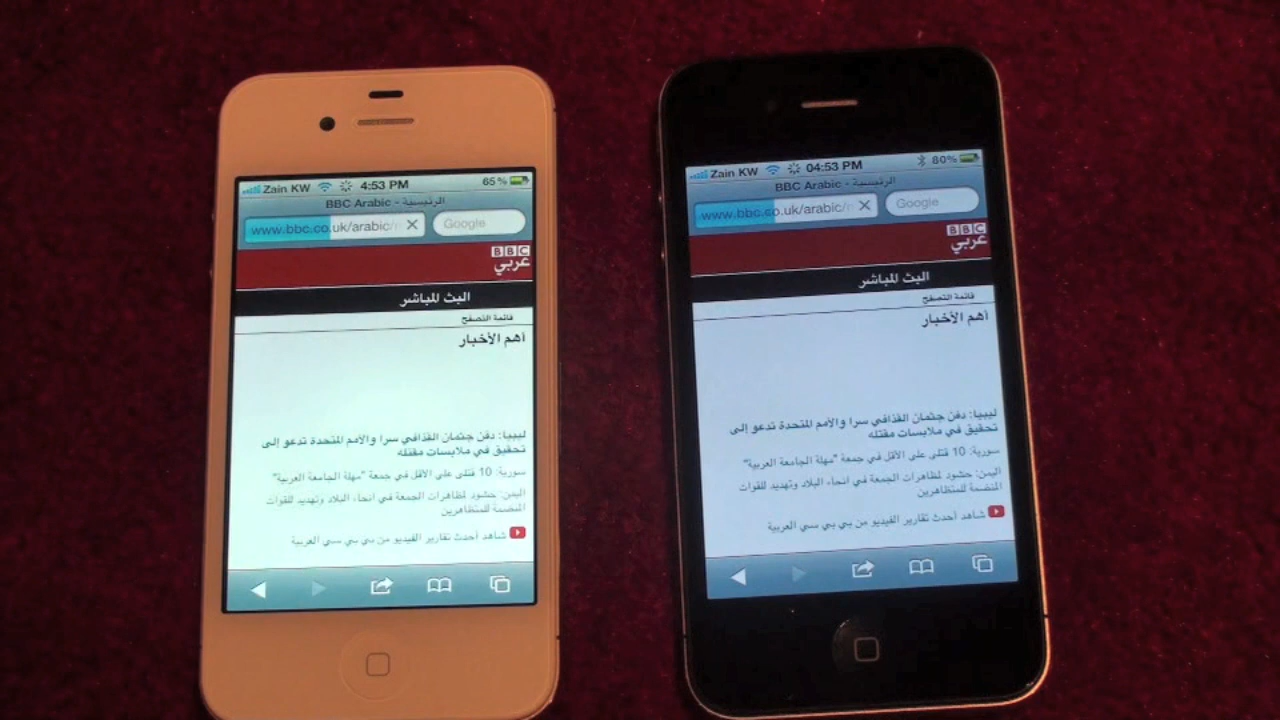 Zain KW 4:53 PM 65%
BBC Arabic - الرئيسية
www.bbc.co.uk/arabic/ Google
BBC
عربي
البث المباشر
قائمة التصفح
أهم الأخبار
ليبيا: دفن جثمان القذافي سرا والأمم المتحدة تدعو إلى
تحقيق في ملابسات مقتله
سورية: 10 قتلى على الأقل في جمعة "مهلة الجامعة العربية"
اليمن: حشود لمظاهرات الجمعة في انحاء البلاد وتهديد للقوات
المنضمة للمتظاهرين
شاهد أحدث تقارير الفيديو من بي بي سي العربية
Zain KW 04:53 PM 80%
BBC Arabic - الرئيسية
www.bbc.co.uk/arabic/ Google
BBC
عربي
البث المباشر
قائمة التصفح
أهم الأخبار
ليبيا: دفن جثمان القذافي سرا والأمم المتحدة تدعو إلى
تحقيق في ملابسات مقتله
سورية: 10 قتلى على الأقل في جمعة "مهلة الجامعة العربية"
اليمن: حشود لمظاهرات الجمعة في انحاء البلاد وتهديد للقوات
المنضمة للمتظاهرين
شاهد أحدث تقارير الفيديو من بي بي سي العربية